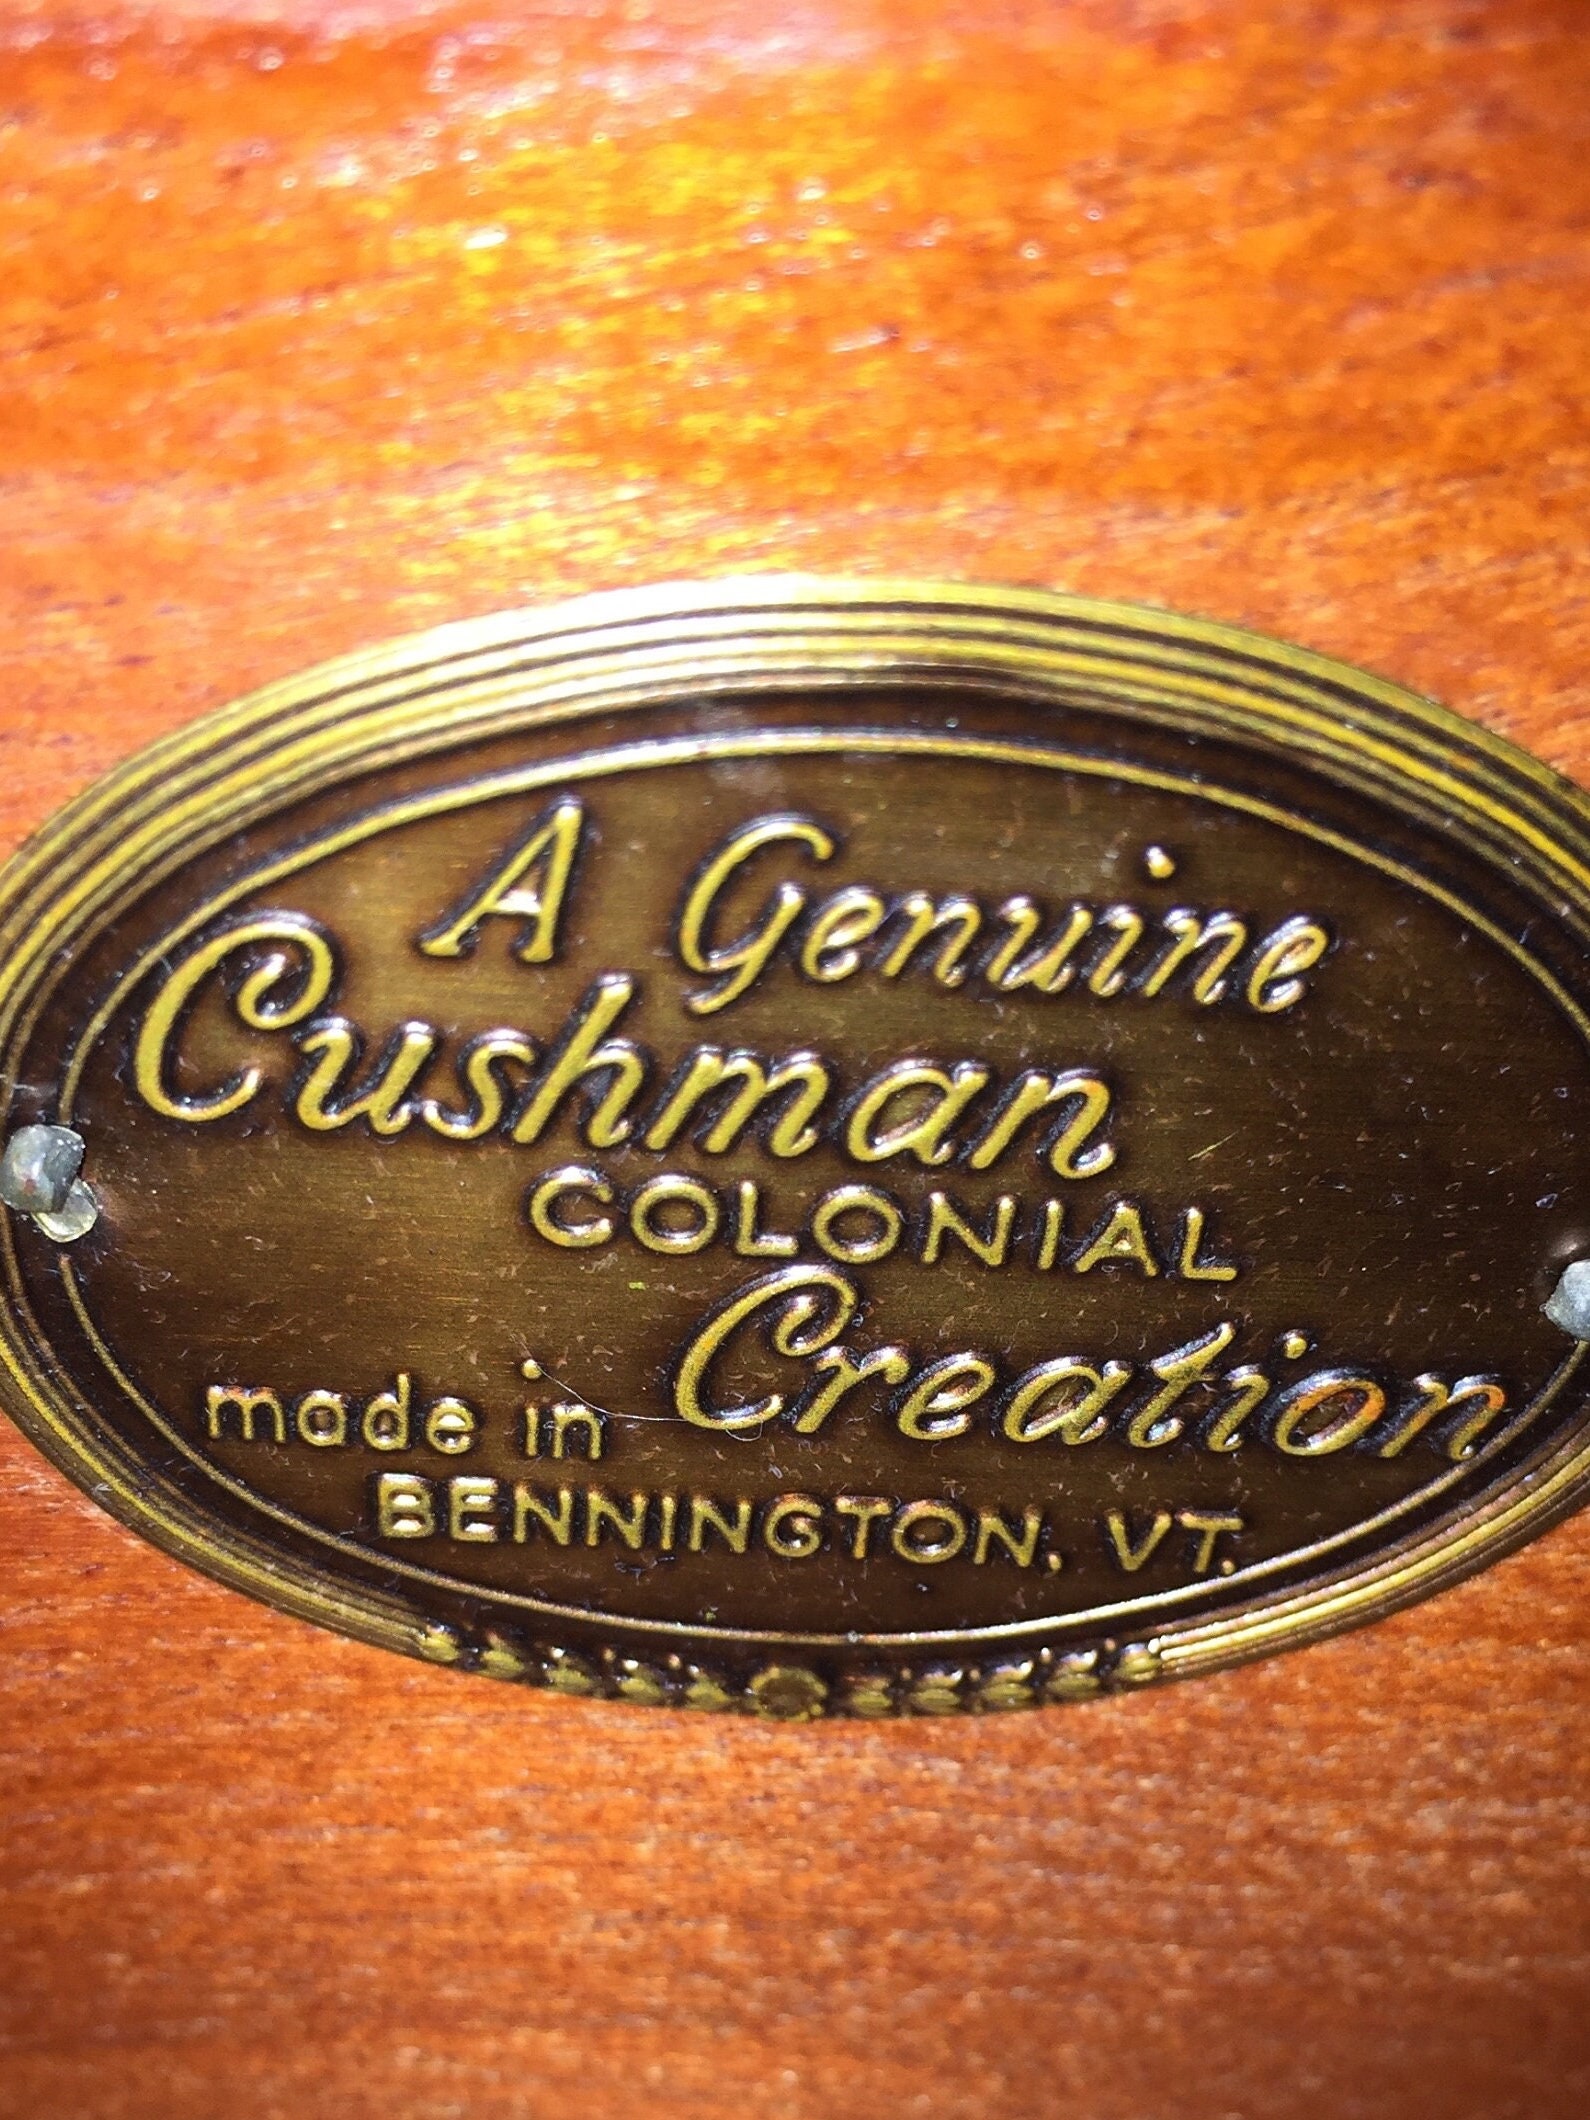 A Genuine
Cushman
COLONIAL
Creation
made in
BENNINGTON, VT.